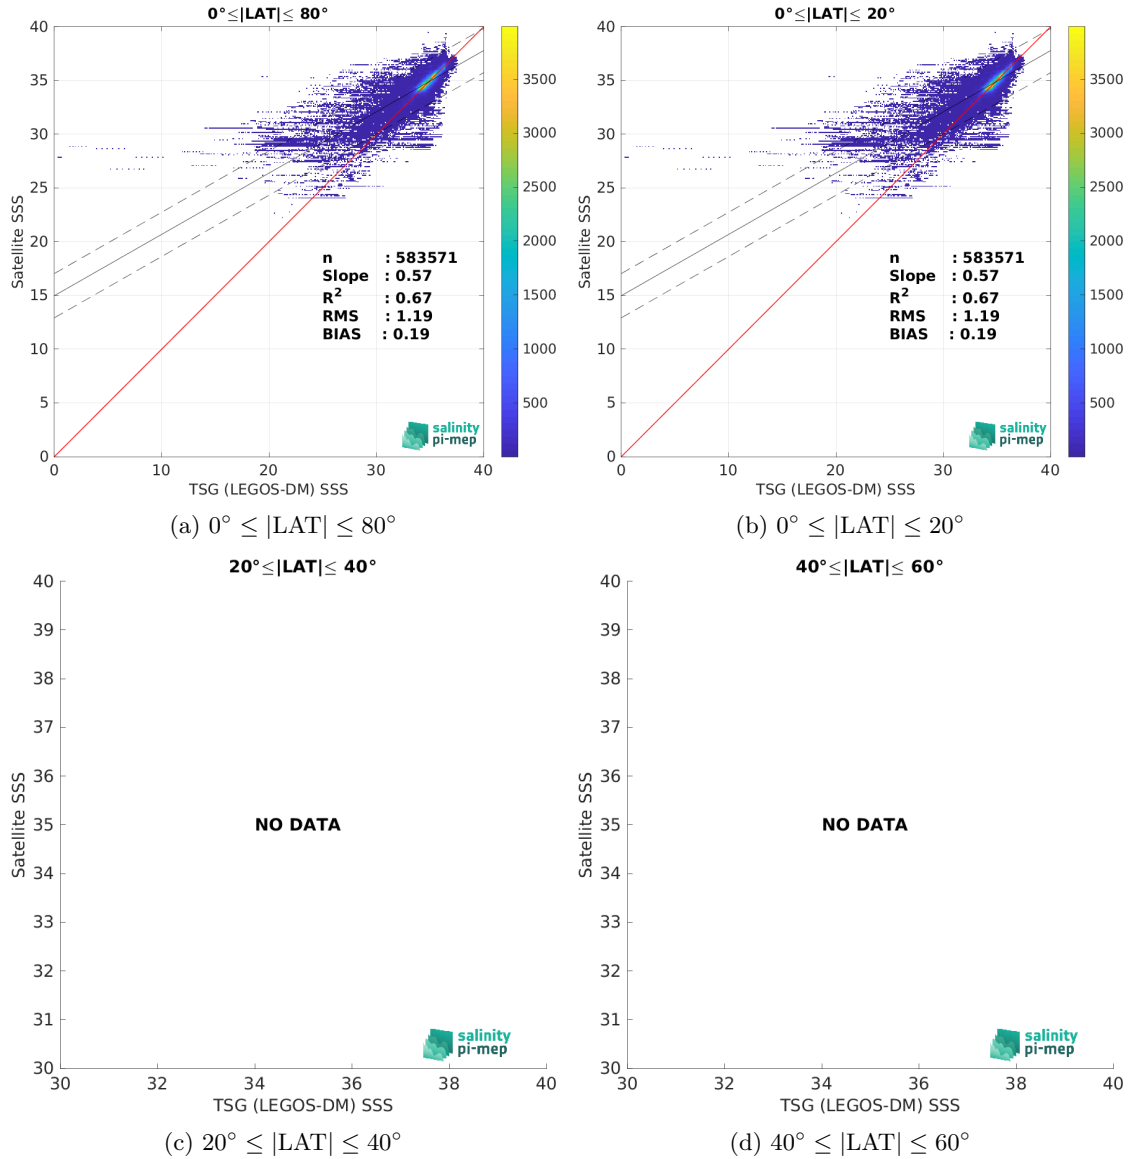 0°≤|LAT|≤ 80°
40
35
30
25
20
15
10
5
0
Satellite SSS
n : 583571
Slope : 0.57
R² : 0.67
RMS : 1.19
BIAS : 0.19
salinity
pi-mep
0 10 20 30 40
TSG (LEGOS-DM) SSS
3500
3000
2500
2000
1500
1000
500
(a) 0° ≤ |LAT| ≤ 80°
0°≤|LAT|≤ 20°
40
35
30
25
20
15
10
5
0
Satellite SSS
n : 583571
Slope : 0.57
R² : 0.67
RMS : 1.19
BIAS : 0.19
salinity
pi-mep
0 10 20 30 40
TSG (LEGOS-DM) SSS
3500
3000
2500
2000
1500
1000
500
(b) 0° ≤ |LAT| ≤ 20°
20°≤|LAT|≤ 40°
40
39
38
37
36
35
34
33
32
31
30
Satellite SSS
NO DATA
salinity
pi-mep
30 32 34 36 38 40
TSG (LEGOS-DM) SSS
(c) 20° ≤ |LAT| ≤ 40°
40°≤|LAT|≤ 60°
40
39
38
37
36
35
34
33
32
31
30
Satellite SSS
NO DATA
salinity
pi-mep
30 32 34 36 38 40
TSG (LEGOS-DM) SSS
(d) 40° ≤ |LAT| ≤ 60°